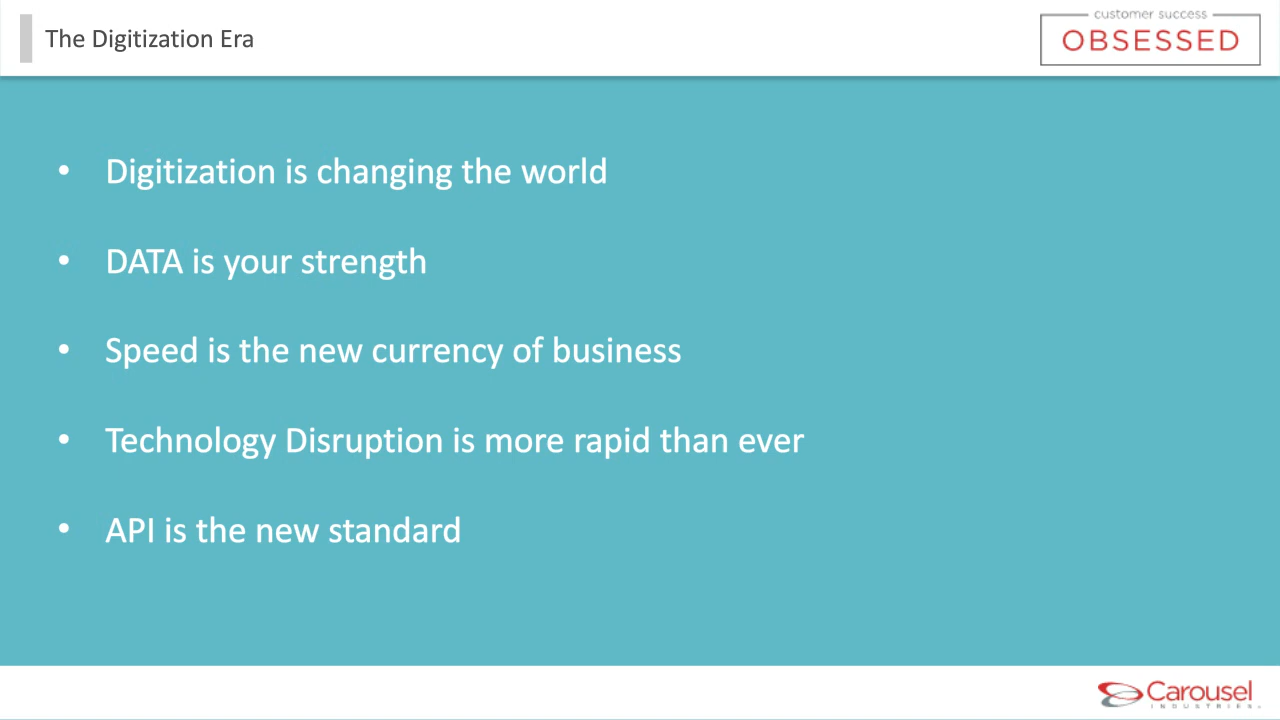 The Digitization Era
customer success
OBSESSED
• Digitization is changing the world
• DATA is your strength
• Speed is the new currency of business
• Technology Disruption is more rapid than ever
• API is the new standard
Carousel
INDUSTRIES®